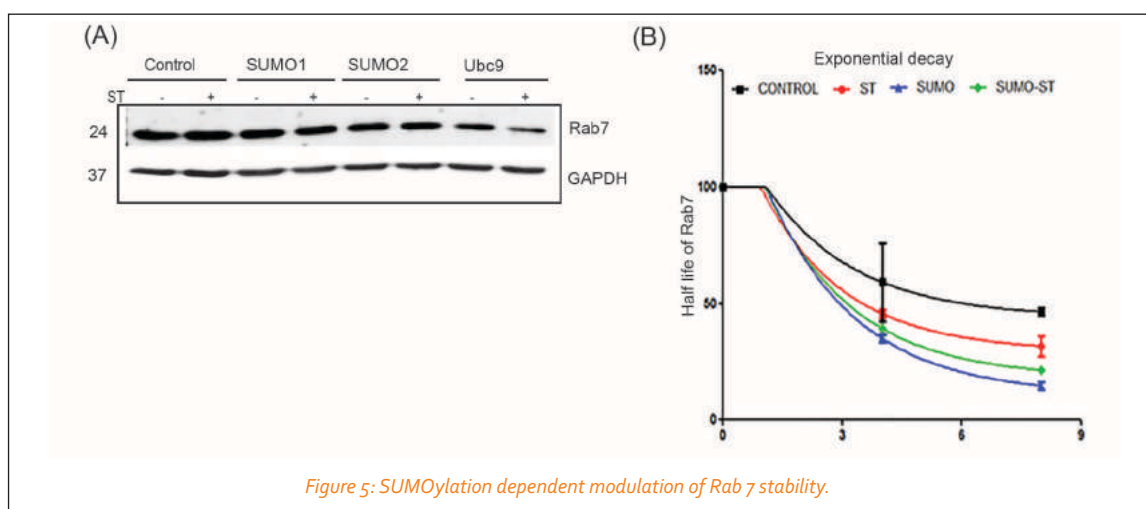 (A)
Control SUMO1 SUMO2 Ubc9
ST - + - + - + - +
24 Rab7
37 GAPDH
(B)
Exponential decay
CONTROL ST SUMO SUMO-ST
150
100
50
0
Half life of Rab7
0 3 6 9
Figure 5: SUMOylation dependent modulation of Rab 7 stability.